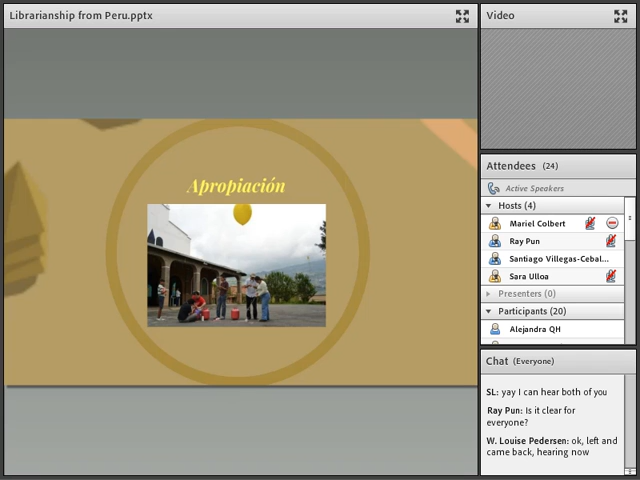 Librarianship from Peru.pptx
Apropiación
Video
Attendees (24)
Active Speakers
Hosts (4)
Mariel Colbert
Ray Pun
Santiago Villegas-Cebal...
Sara Ulloa
Presenters (0)
Participants (20)
Alejandra QH
Chat (Everyone)
SL: yay I can hear both of you
Ray Pun: Is it clear for
everyone?
W. Louise Pedersen: ok, left and
came back, hearing now